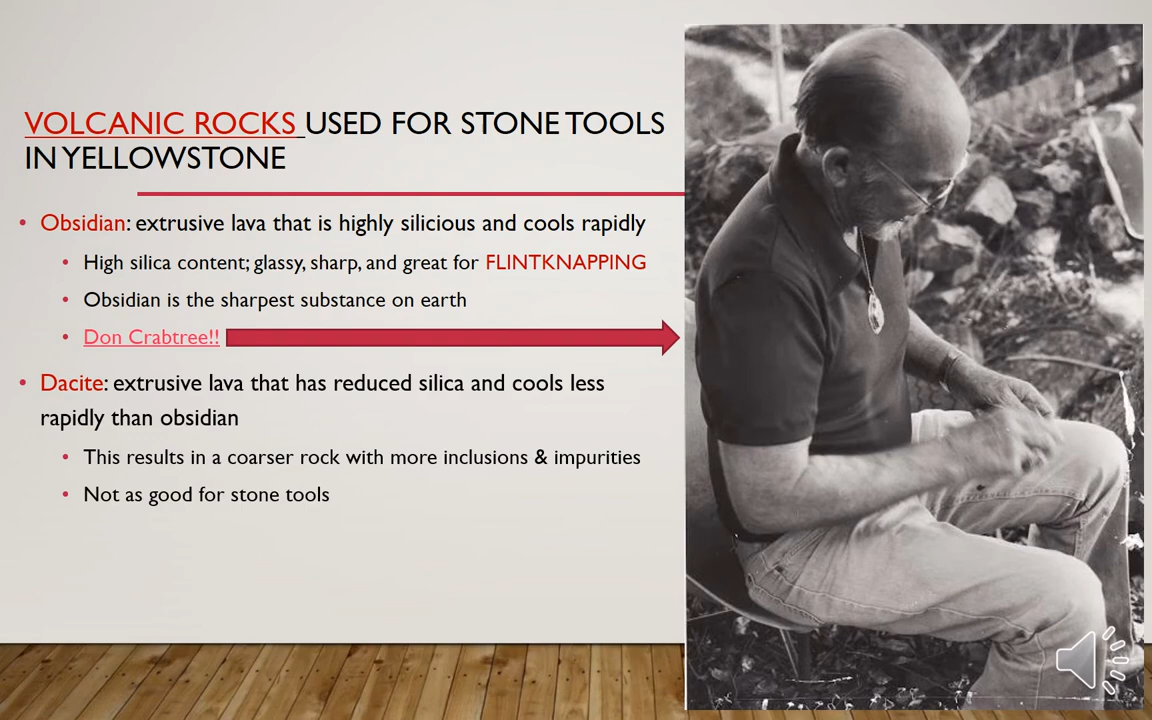 VOLCANIC ROCKS USED FOR STONE TOOLS
IN YELLOWSTONE
• Obsidian: extrusive lava that is highly silicious and cools rapidly
• High silica content; glassy, sharp, and great for FLINTKNAPPING
• Obsidian is the sharpest substance on earth
• Don Crabtree!!
• Dacite: extrusive lava that has reduced silica and cools less
rapidly than obsidian
• This results in a coarser rock with more inclusions & impurities
• Not as good for stone tools